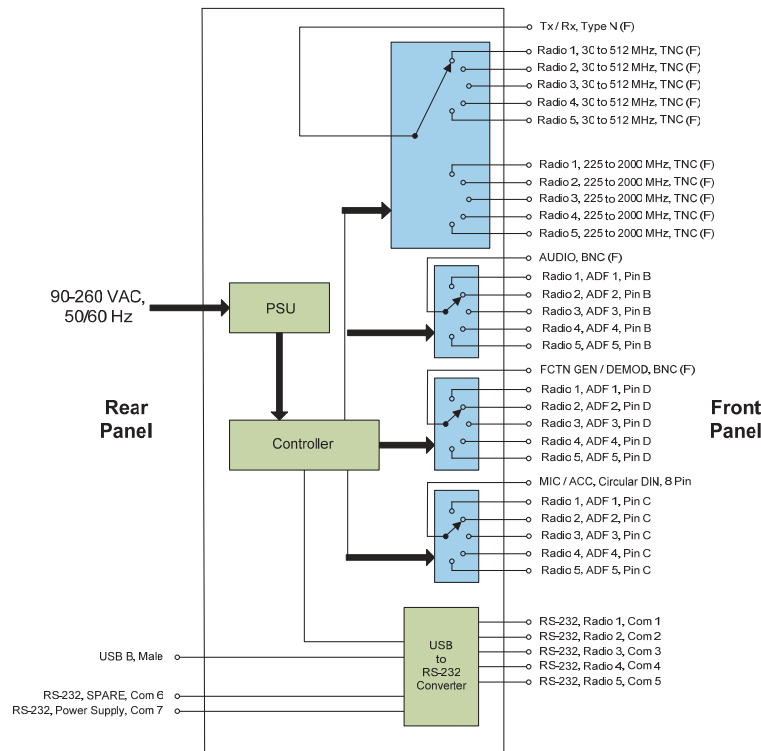 Tx / Rx, Type N (F)
Radio 1, 30 to 512 MHz, TNC (F)
Radio 2, 30 to 512 MHz, TNC (F)
Radio 3, 30 to 512 MHz, TNC (F)
Radio 4, 30 to 512 MHz, TNC (F)
Radio 5, 30 to 512 MHz, TNC (F)
Radio 1, 225 to 2000 MHz, TNC (F)
Radio 2, 225 to 2000 MHz, TNC (F)
Radio 3, 225 to 2000 MHz, TNC (F)
Radio 4, 225 to 2000 MHz, TNC (F)
Radio 5, 225 to 2000 MHz, TNC (F)
AUDIO, BNC (F)
Radio 1, ADF 1, Pin B
Radio 2, ADF 2, Pin B
Radio 3, ADF 3, Pin B
Radio 4, ADF 4, Pin B
Radio 5, ADF 5, Pin B
90-260 VAC,
50/60 Hz
PSU
FCTN GEN / DEMOD, BNC (F)
Radio 1, ADF 1, Pin D
Radio 2, ADF 2, Pin D
Radio 3, ADF 3, Pin D
Radio 4, ADF 4, Pin D
Radio 5, ADF 5, Pin D
Rear
Panel
Controller
Front
Panel
MIC / ACC, Circular DIN, 8 Pin
Radio 1, ADF 1, Pin C
Radio 2, ADF 2, Pin C
Radio 3, ADF 3, Pin C
Radio 4, ADF 4, Pin C
Radio 5, ADF 5, Pin C
USB
to
RS-232
Converter
RS-232, Radio 1, Com 1
RS-232, Radio 2, Com 2
RS-232, Radio 3, Com 3
RS-232, Radio 4, Com 4
RS-232, Radio 5, Com 5
USB B, Male
RS-232, SPARE, Com 6
RS-232, Power Supply, Com 7